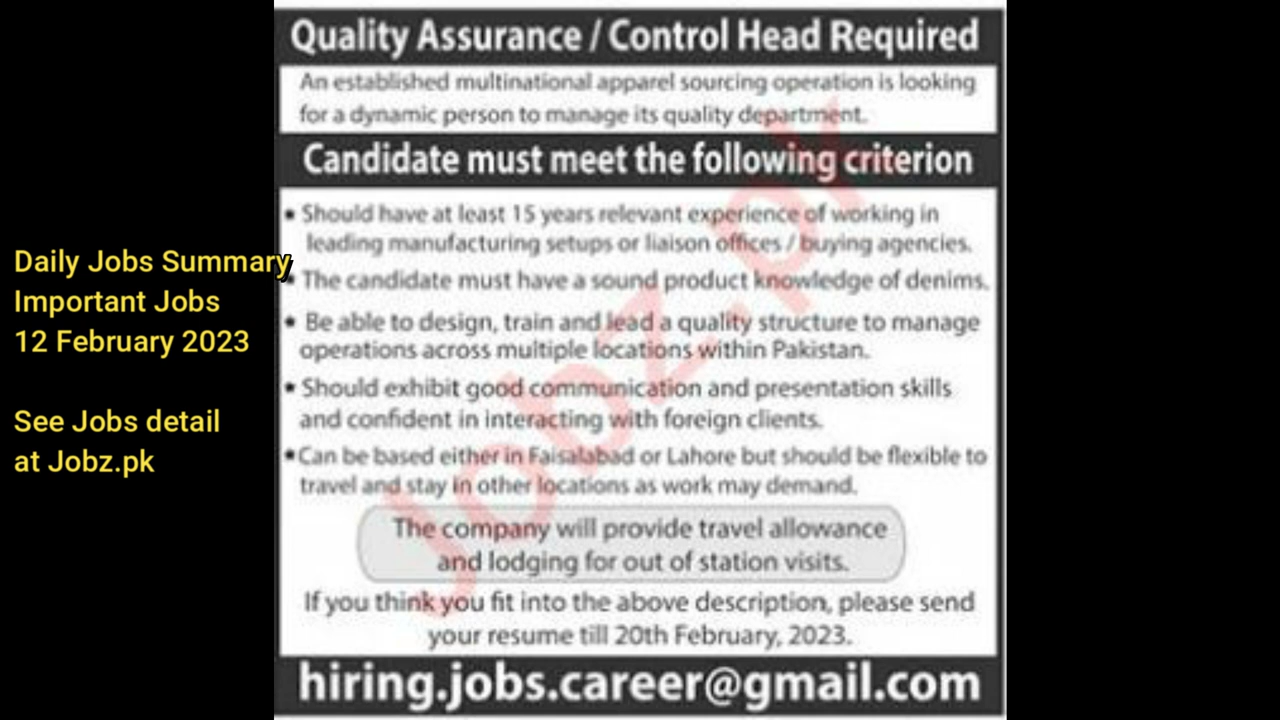 Quality Assurance / Control Head Required
An established multinational apparel sourcing operation is looking
for a dynamic person to manage its quality department.
Candidate must meet the following criterion
• Should have at least 15 years relevant experience of working in
leading manufacturing setups or liaison offices / buying agencies.
• The candidate must have a sound product knowledge of denims.
• Be able to design, train and lead a quality structure to manage
operations across multiple locations within Pakistan.
• Should exhibit good communication and presentation skills
and confident in interacting with foreign clients.
• Can be based either in Faisalabad or Lahore but should be flexible to
travel and stay in other locations as work may demand.
The company will provide travel allowance
and lodging for out of station visits.
If you think you fit into the above description, please send
your resume till 20th February, 2023.
hiring.jobs.career@gmail.com
Jobz.pk
Daily Jobs Summary
Important Jobs
12 February 2023
See Jobs detail
at Jobz.pk